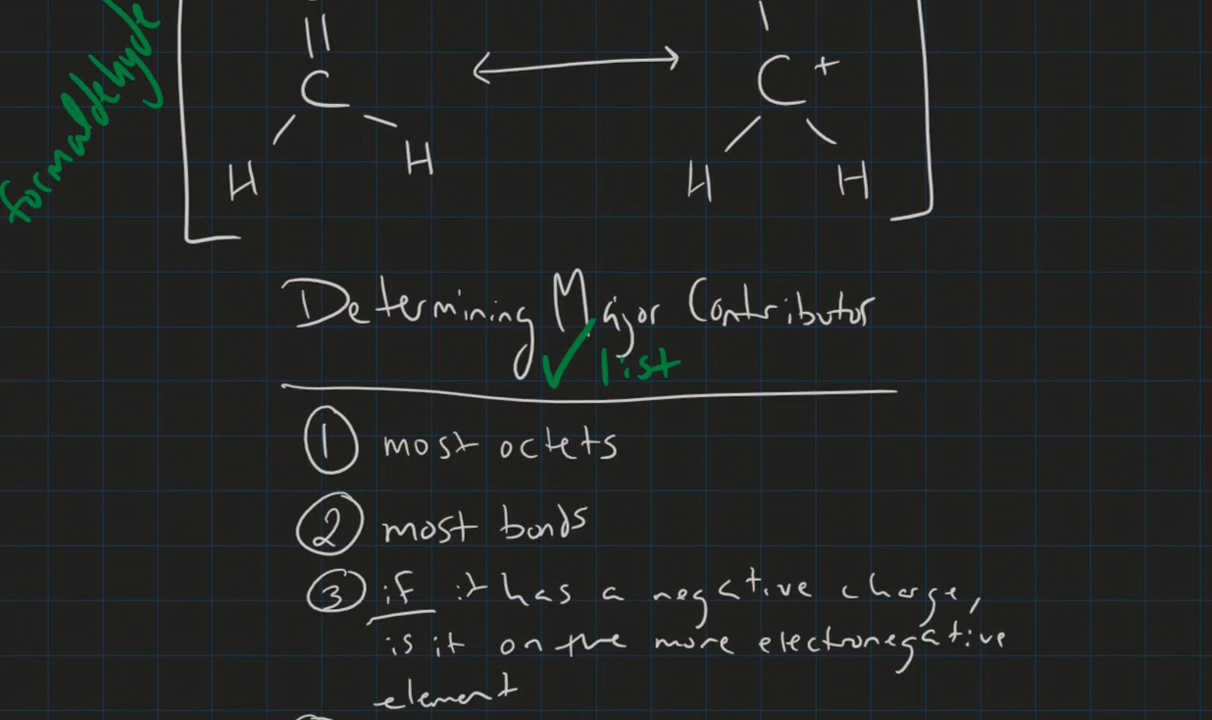 formaldehyde
C
C +
H
H
H
H
Determining Major Contributor
✓ list
1 most octets
2 most bonds
3 if it has a negative charge,
is it on the more electronegative
element